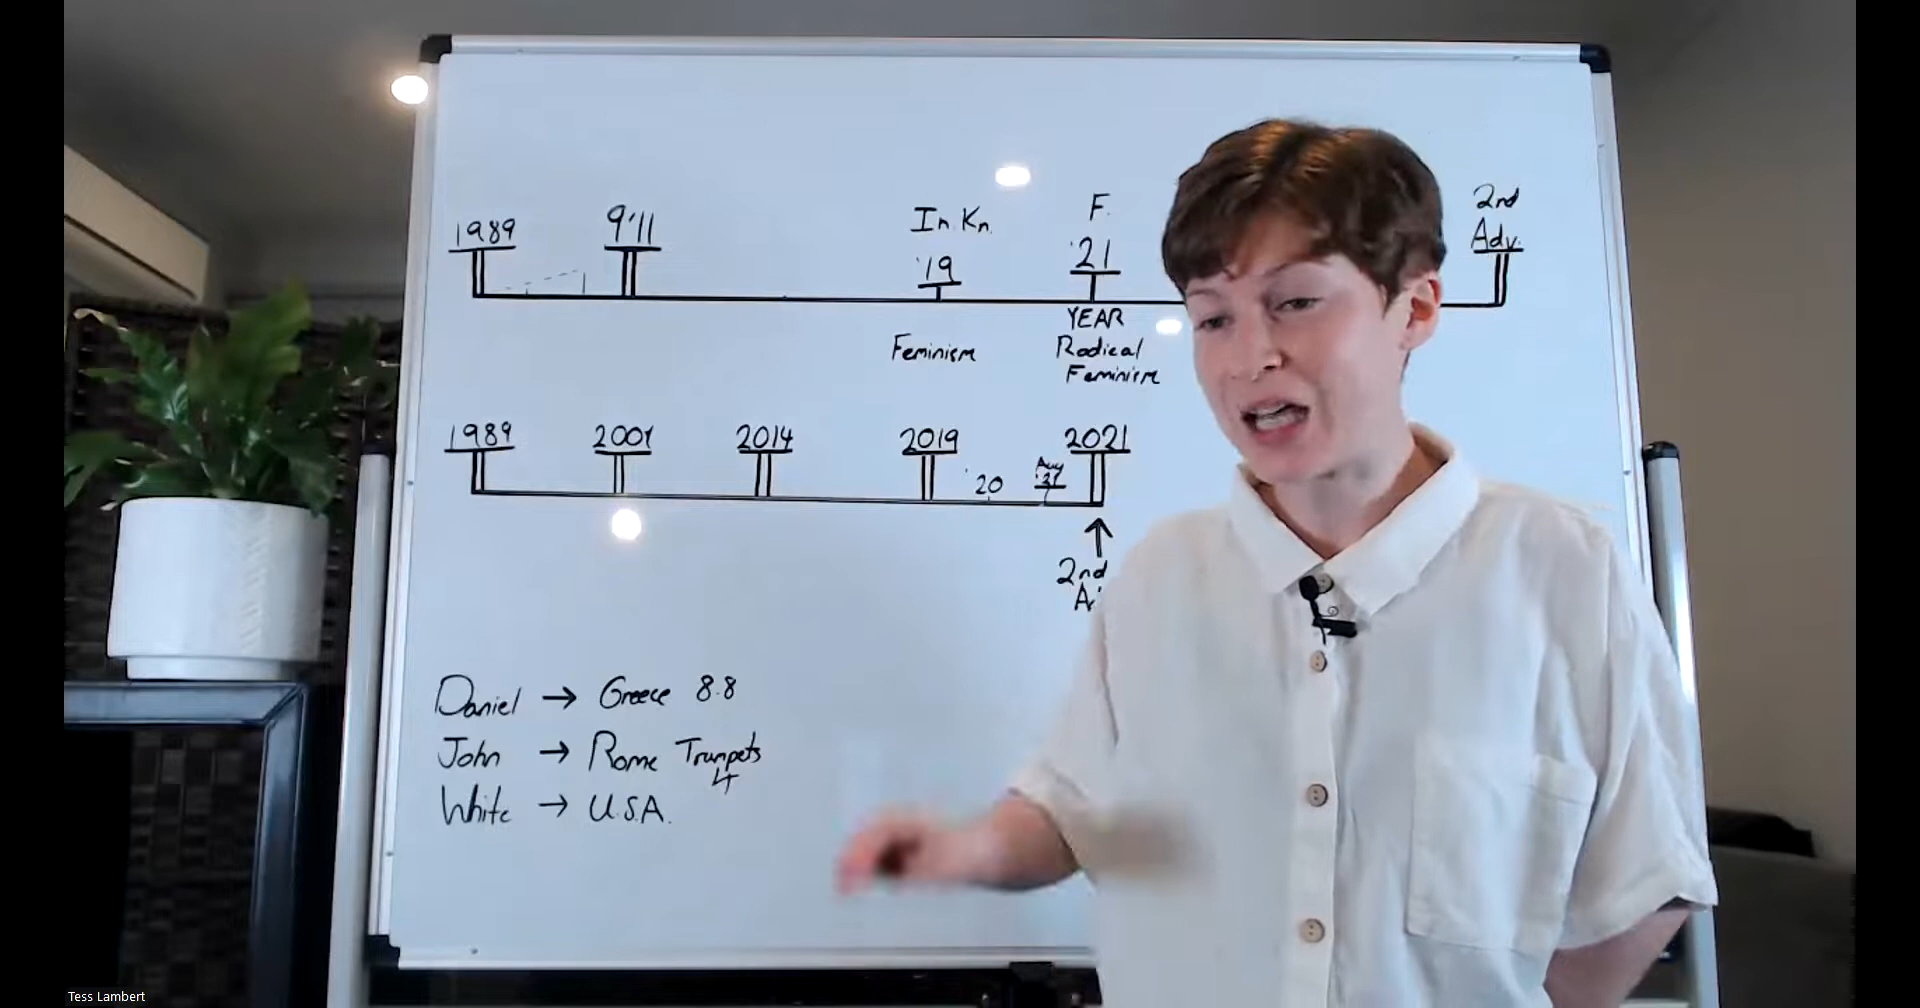 1989
9'11
In. Kn.
'19
F.
'21
2nd
Adv.
YEAR
Feminism
Radical
Feminism
1989
2001
2014
2019
'20
Aug
2021
2nd
Daniel → Greece 8.8
John → Rome Trumpets
4
White → U.S.A.
Tess Lambert